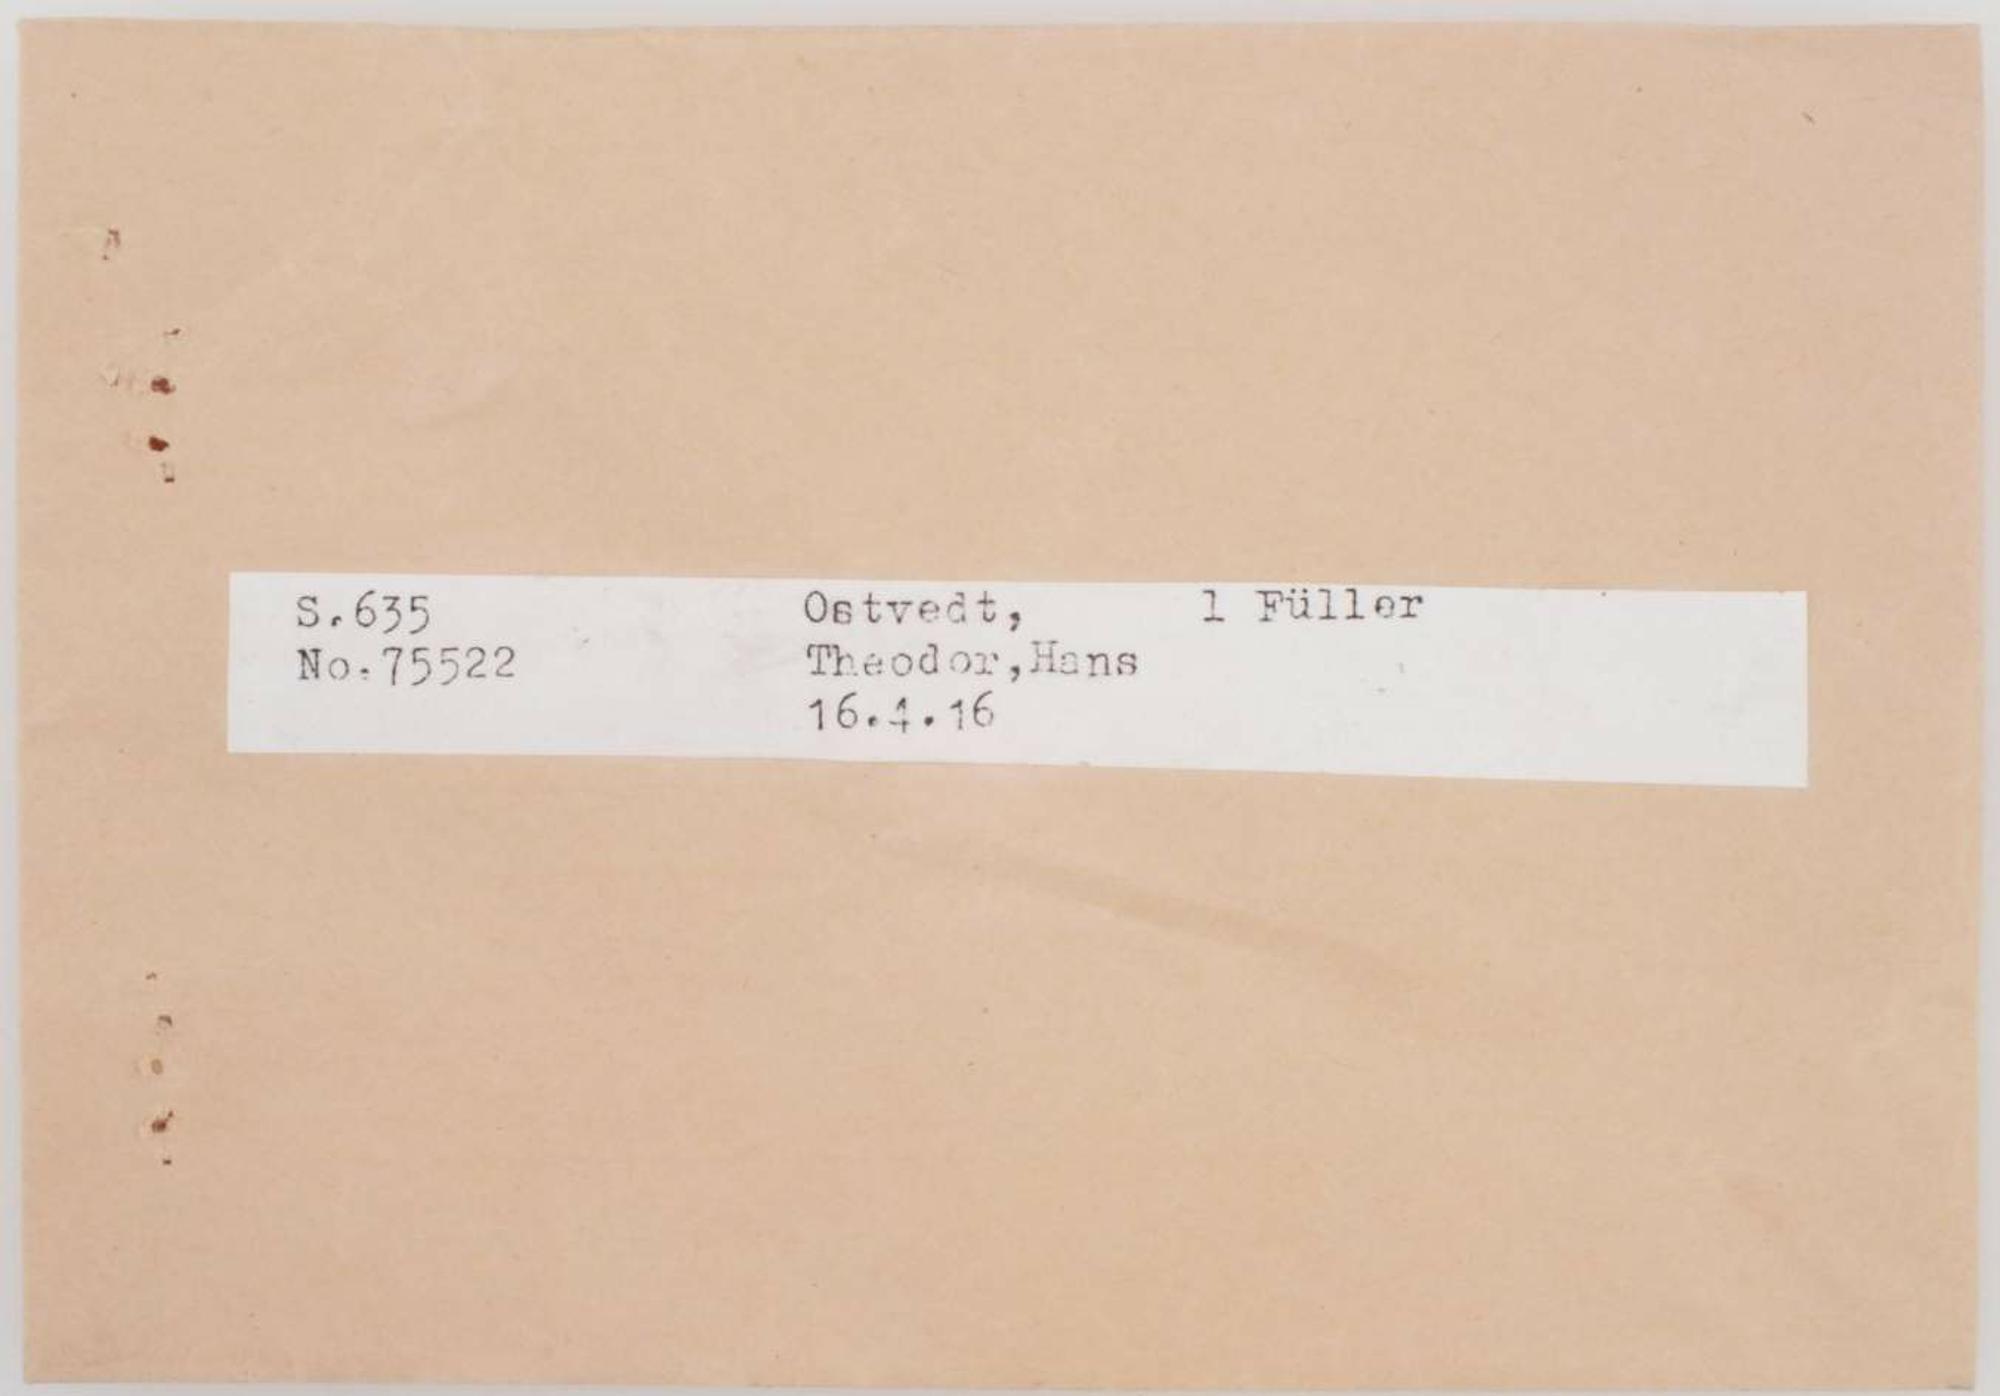 S.635 Ostvedt, 1 Füller
No.75522 Theodor,Hans
16.4.16